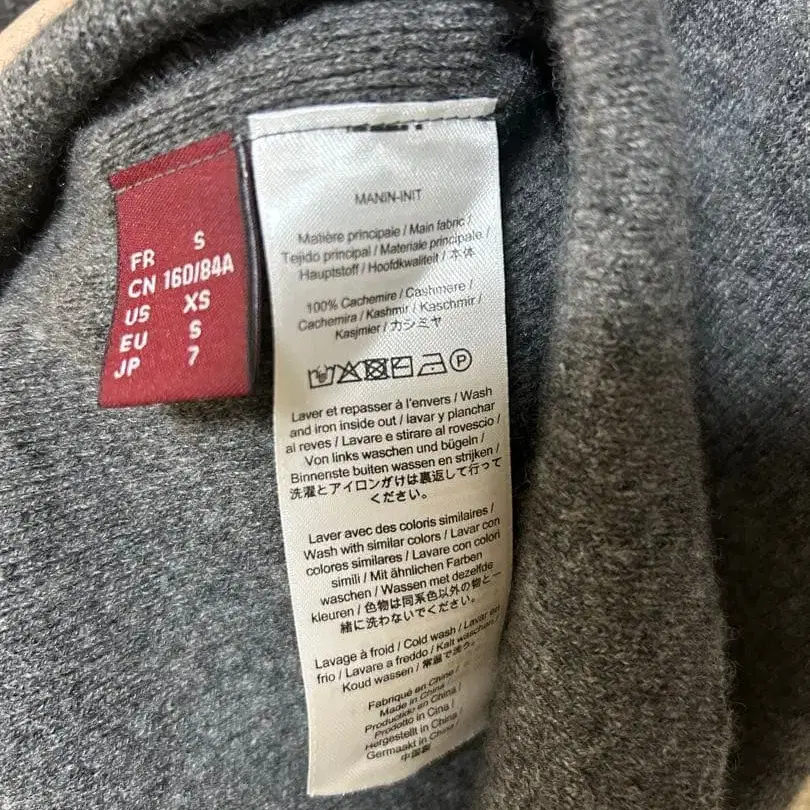 FR S
CN 160/84A
US XS
EU S
JP 7
MANIN-INIT
Matière principale / Main fabric /
Tejido principal / Materiale principale /
Hauptstoff / Hoofdkwaliteit / 本体
100% Cachemire / Cashmere /
Cachemira / Kashmir / Kaschmir /
Kasjmier / カシミヤ
P
Laver et repasser à l'envers / Wash
and iron inside out / lavar y planchar
al reves / Lavare e stirare al rovescio /
Von links waschen und bügeln /
Binnenste buiten wassen en strijken /
洗濯とアイロンがけは裏返して行って
ください。
Laver avec des coloris similaires /
Wash with similar colors / Lavar con
colores similares / Lavare con colori
simili / Mit ähnlichen Farben
waschen / Wassen met dezelfde
kleuren / 色物は同系色以外の物と一
緒に洗わないでください。
Lavage à froid / Cold wash / Lavar en
frio / Lavare a freddo / Kalt waschen /
Koud wassen / 常温で洗う。
Fabriqué en Chine /
Made in China /
Producido en China /
Prodotto in Cina /
Hergestellt in China /
Germaakt in China /
中国製